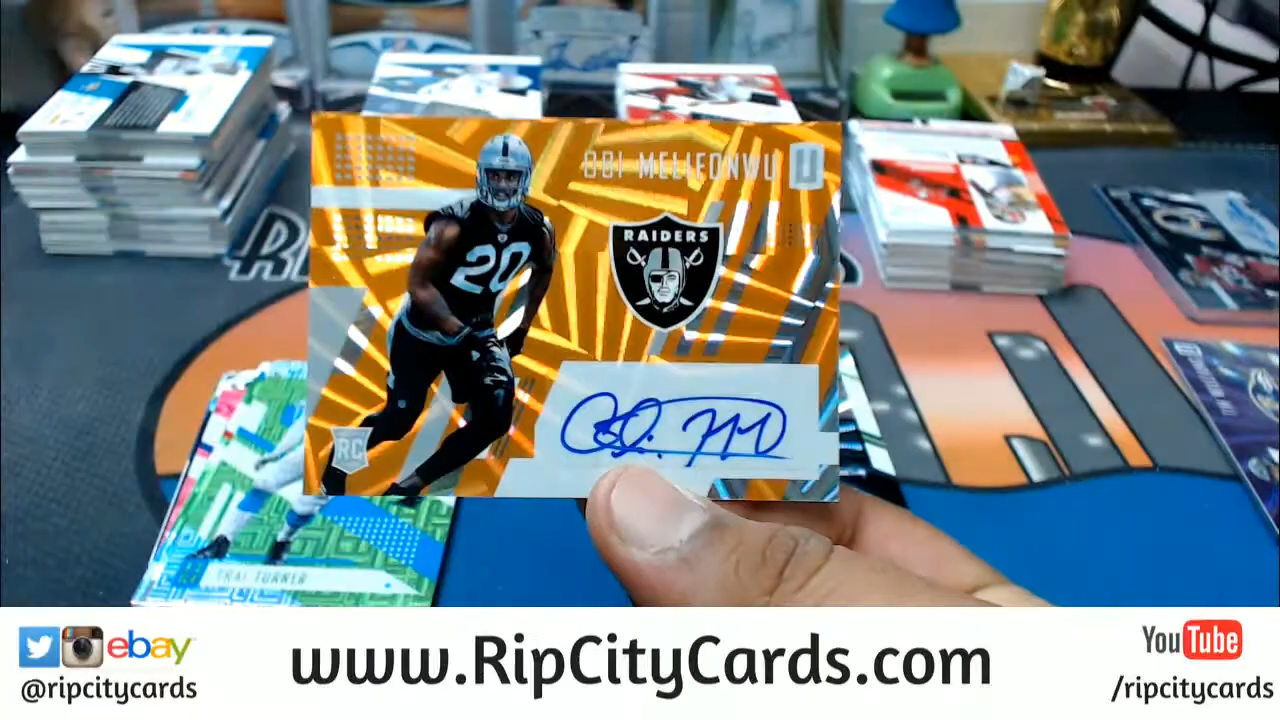 OBI MELIFONWU U
RAIDERS
20
RC
TRAI TURNER
ebay
@ripcitycards
www.RipCityCards.com
YouTube
/ripcitycards